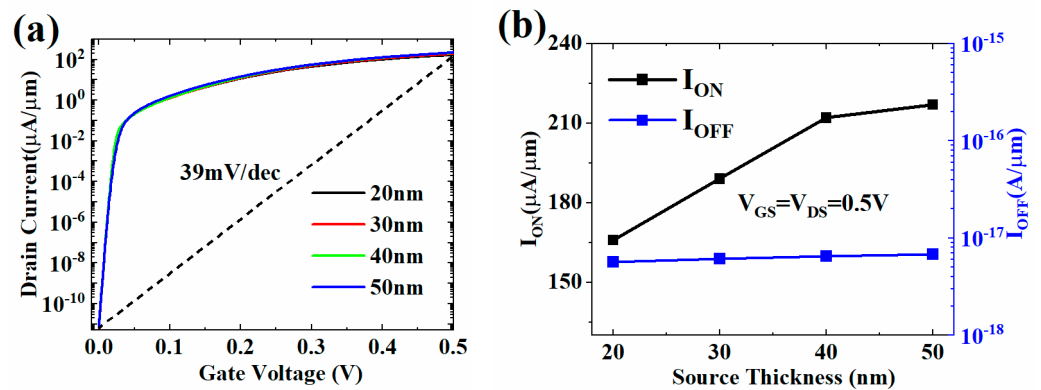 (a)
Drain Current(μA/μm)
10²
10⁰
10⁻²
10⁻⁴
10⁻⁶
10⁻⁸
10⁻¹⁰
39mV/dec
20nm
30nm
40nm
50nm
0.0 0.1 0.2 0.3 0.4 0.5
Gate Voltage (V)
(b)
I_ON(μA/μm)
240
210
180
150
I_ON
I_OFF
V_GS=V_DS=0.5V
10⁻¹⁵
10⁻¹⁶
10⁻¹⁷
10⁻¹⁸
I_OFF(A/μm)
20 30 40 50
Source Thickness (nm)